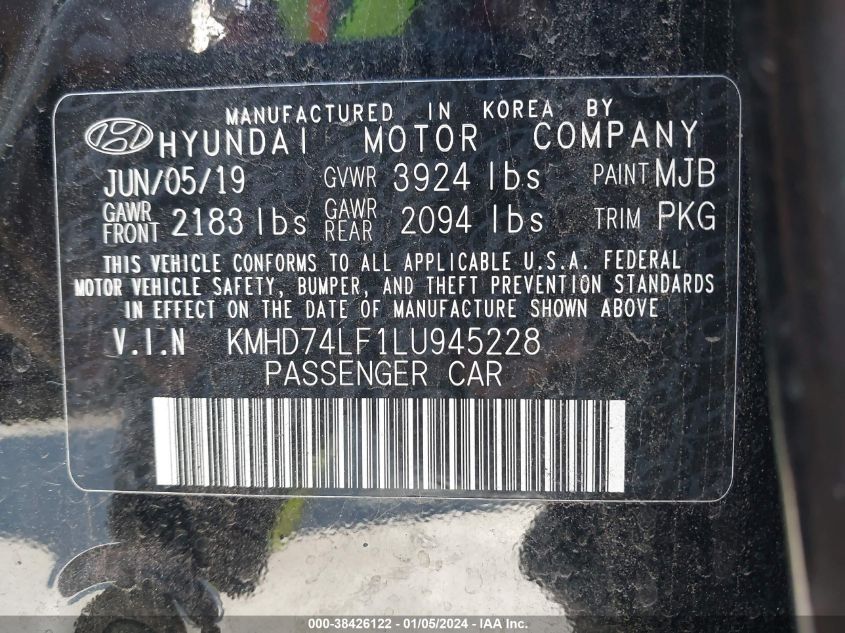 MANUFACTURED IN KOREA BY
HYUNDAI MOTOR COMPANY
JUN/05/19 GVWR 3924 lbs PAINT MJB
GAWR FRONT 2183 lbs GAWR REAR 2094 lbs TRIM PKG
THIS VEHICLE CONFORMS TO ALL APPLICABLE U.S.A. FEDERAL
MOTOR VEHICLE SAFETY, BUMPER, AND THEFT PREVENTION STANDARDS
IN EFFECT ON THE DATE OF MANUFACTURE SHOWN ABOVE
V.I.N KMHD74LF1LU945228
PASSENGER CAR
000-38426122 - 01/05/2024 - IAAI.com